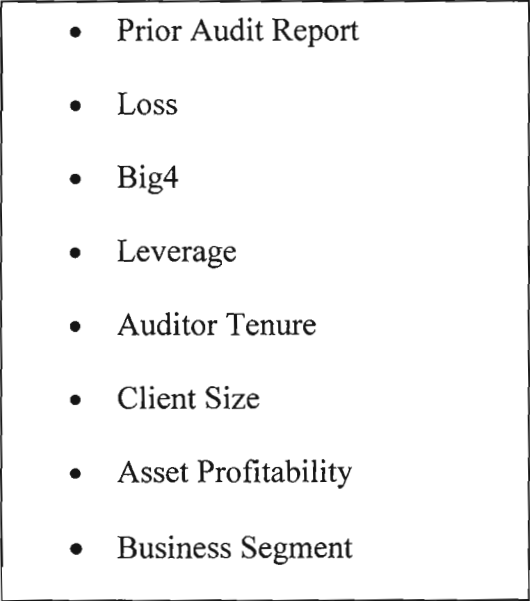 • Prior Audit Report
• Loss
• Big4
• Leverage
• Auditor Tenure
• Client Size
• Asset Profitability
• Business Segment